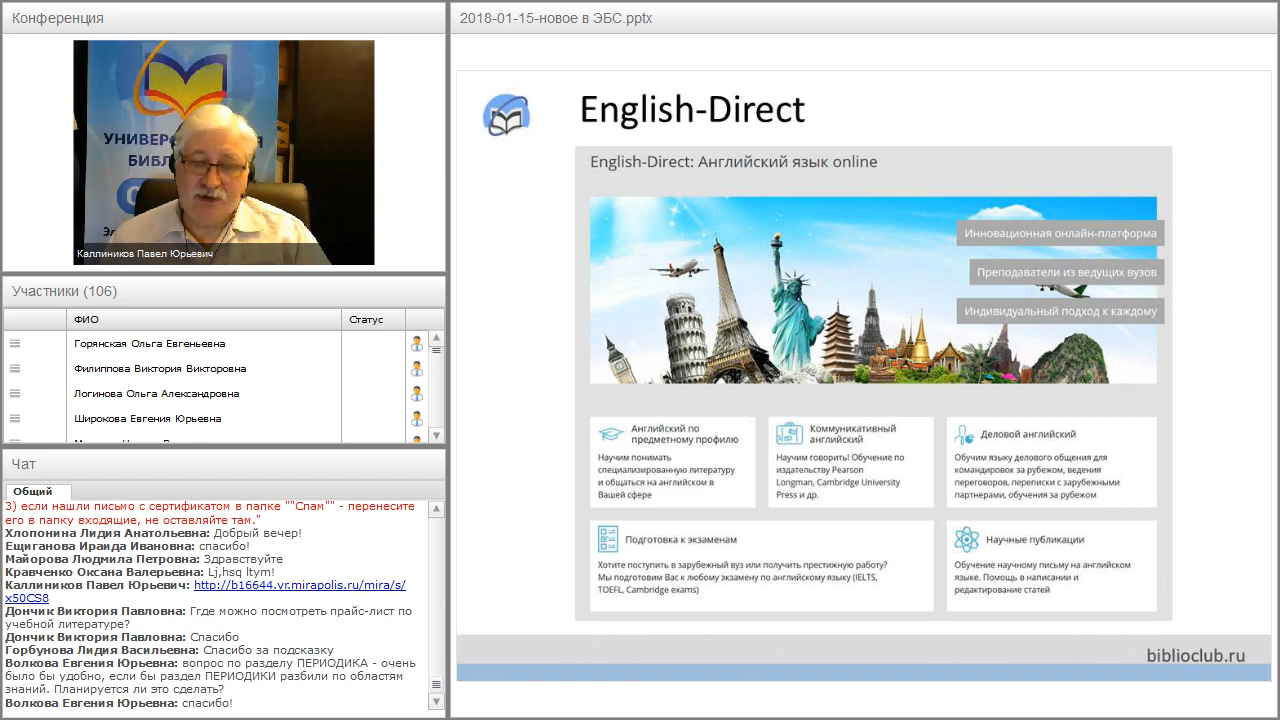 Конференция
УНИВЕР
БИБЛ
Каллиников Павел Юрьевич
Участники (106)
ФИО
Статус
Горянская Ольга Евгеньевна
Филиппова Виктория Викторовна
Логинова Ольга Александровна
Широкова Евгения Юрьевна
Чат
Общий
3) если нашли письмо с сертификатом в папке ""Спам"" - перенесите
его в папку входящие, не оставляйте там."
Хлопонина Лидия Анатольевна: Добрый вечер!
Ещиганова Ираида Ивановна: спасибо!
Майорова Людмила Петровна: Здравствуйте
Кравченко Оксана Валерьевна: Lj,hsq ltym!
Каллиников Павел Юрьевич: http://b16644.vr.mirapolis.ru/mira/s/
x50CS8
Дончик Виктория Павловна: Ггде можно посмотреть прайс-лист по
учебной литературе?
Дончик Виктория Павловна: Спасибо
Горбунова Лидия Васильевна: Спасибо за подсказку
Волкова Евгения Юрьевна: вопрос по разделу ПЕРИОДИКА - очень
было бы удобно, если бы раздел ПЕРИОДИКИ разбили по областям
знаний. Планируется ли это сделать?
Волкова Евгения Юрьевна: спасибо!
2018-01-15-новое в ЭБС.pptx
English-Direct
English-Direct: Английский язык online
Инновационная онлайн-платформа
Преподаватели из ведущих вузов
Индивидуальный подход к каждому
Английский по
предметному профилю
Научим понимать
специализированную литературу
и общаться на английском в
Вашей сфере
Коммуникативный
английский
Научим говорить! Обучение по
издательству Pearson
Longman, Cambridge University
Press и др.
Деловой английский
Обучим языку делового общения для
командировок за рубежом, ведения
переговоров, переписки с зарубежными
партнерами, обучения за рубежом
Подготовка к экзаменам
Хотите поступить в зарубежный вуз или получить престижную работу?
Мы подготовим Вас к любому экзамену по английскому языку (IELTS,
TOEFL, Cambridge exams)
Научные публикации
Обучение научному письму на английском
языке. Помощь в написании и
редактирование статей
biblioclub.ru